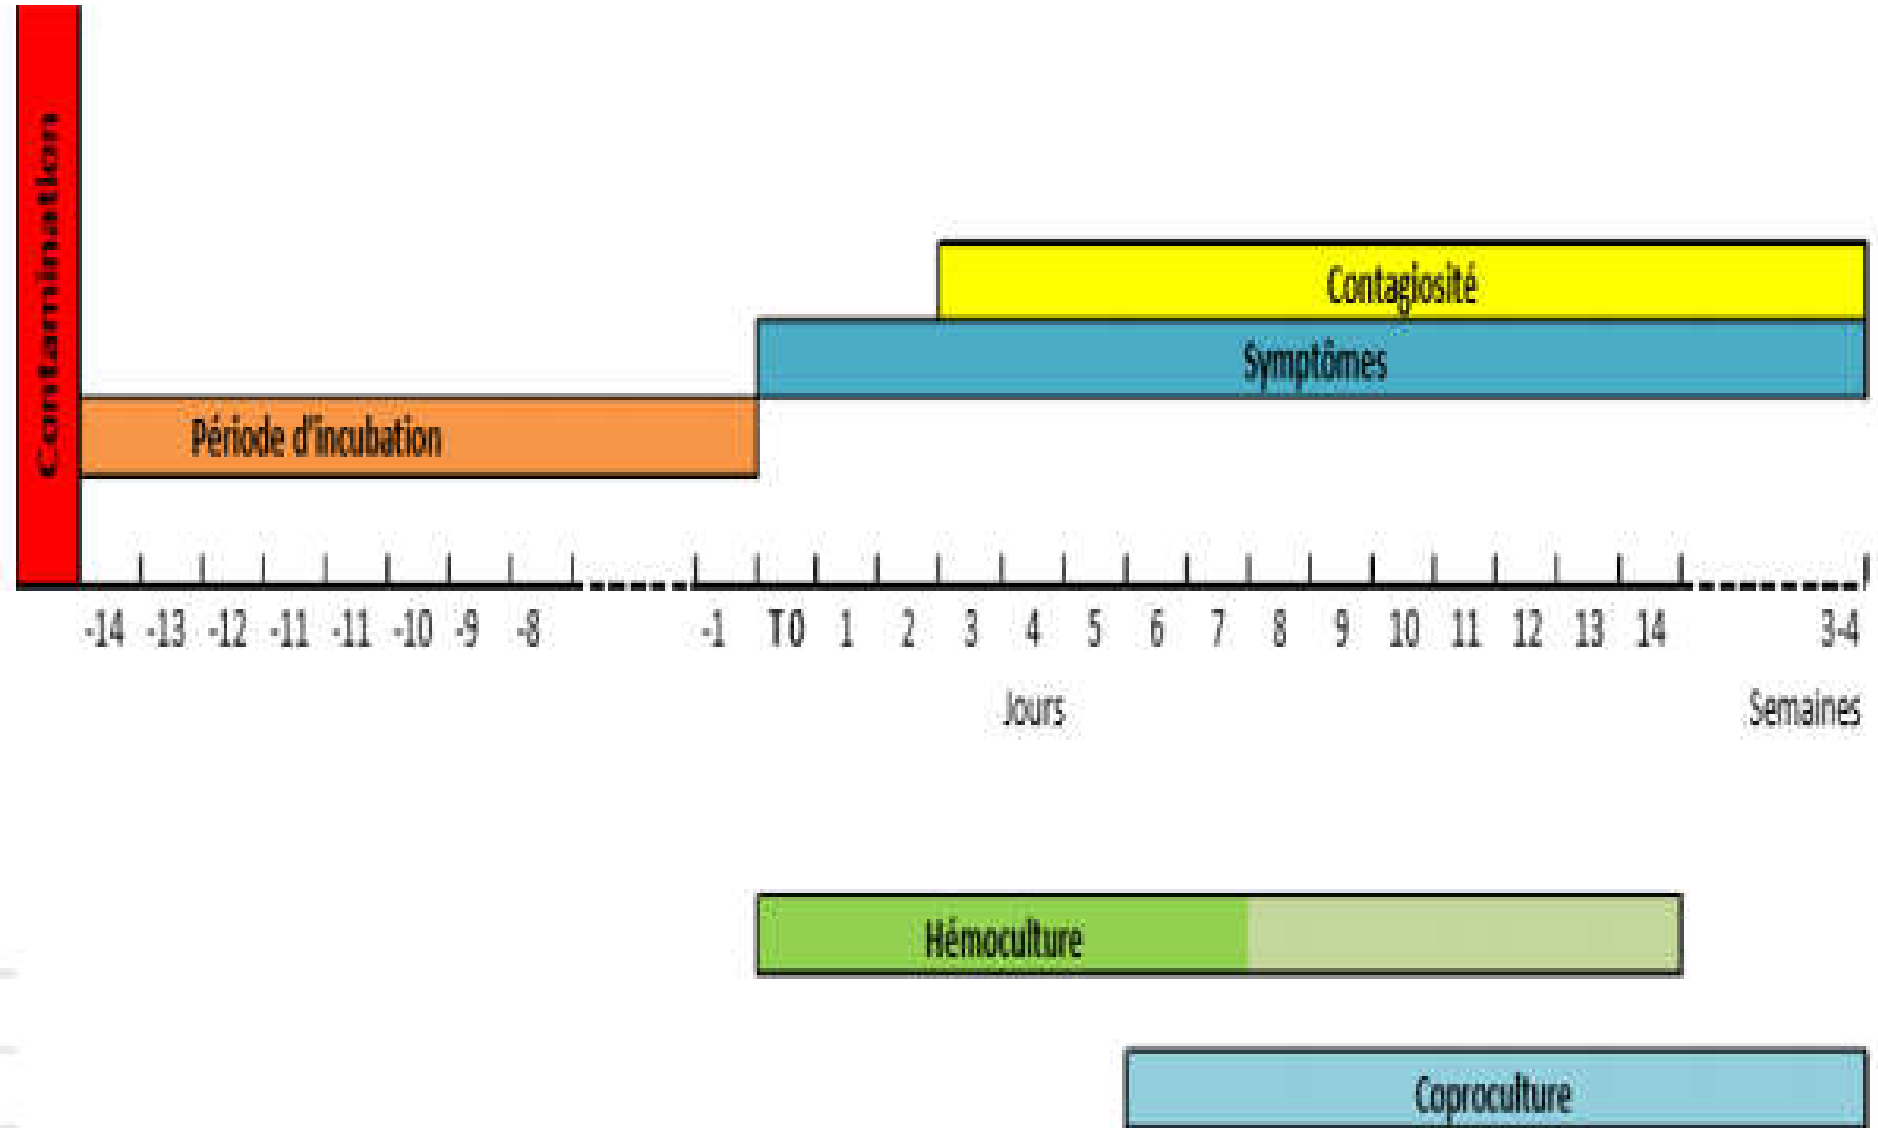 Contamination
Contagiosité
Symptômes
Période d'incubation
-14 -13 -12 -11 -11 -10 -9 -8 -1 T0 1 2 3 4 5 6 7 8 9 10 11 12 13 14 3-4
Jours Semaines
Hémoculture
Coproculture